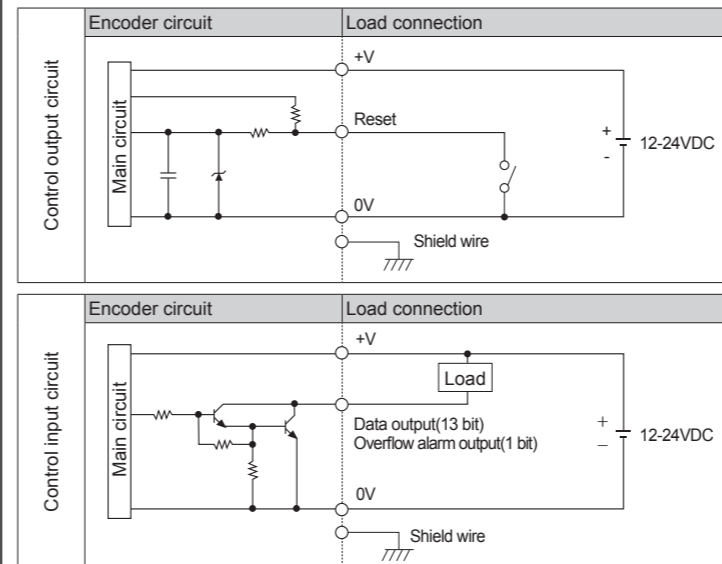 Control output circuit
Encoder circuit
Load connection
Main circuit
+V
Reset
0V
Shield wire
+
-
12-24VDC
Control input circuit
Encoder circuit
Load connection
Main circuit
+V
Load
Data output(13 bit)
Overflow alarm output(1 bit)
0V
Shield wire
+
−
12-24VDC